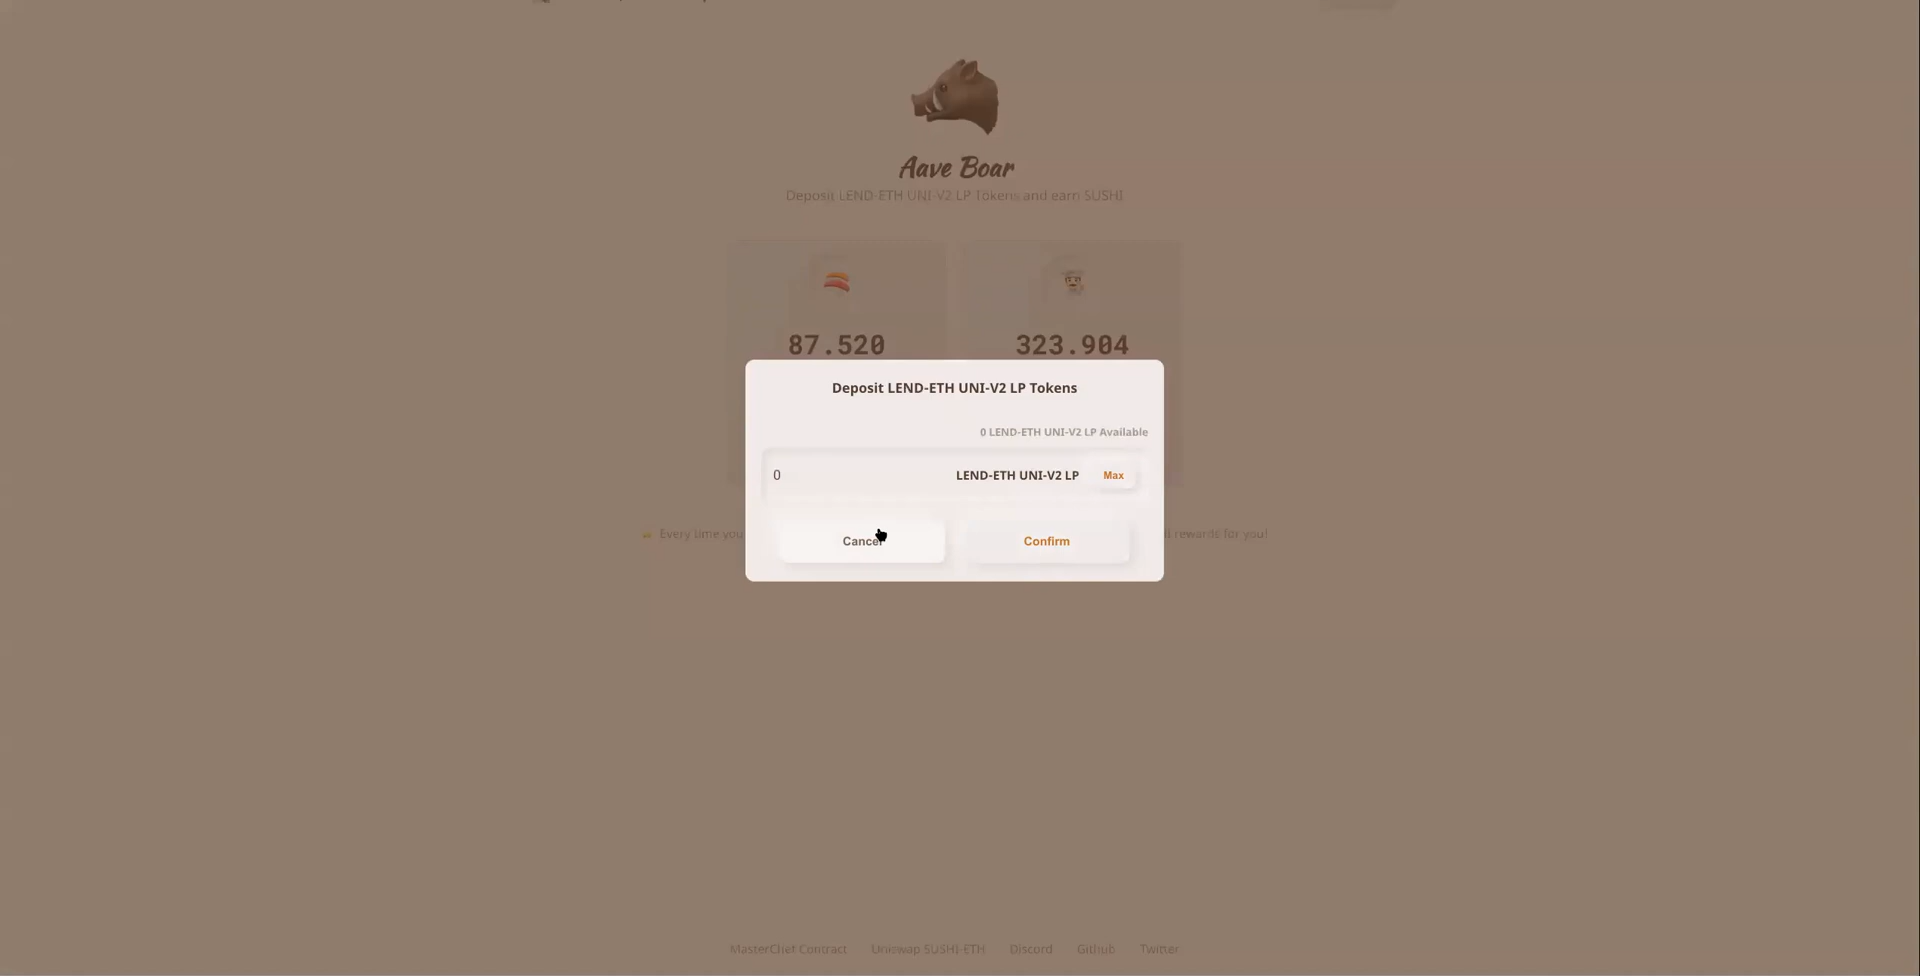 Aave Boar
Deposit LEND-ETH UNI-V2 LP Tokens and earn SUSHI
87.520
323.904
Deposit LEND-ETH UNI-V2 LP Tokens
0 LEND-ETH UNI-V2 LP Available
0 LEND-ETH UNI-V2 LP Max
Every time you
rewards for you!
Cancel Confirm
MasterChef Contract Uniswap SUSHI-ETH Discord Github Twitter